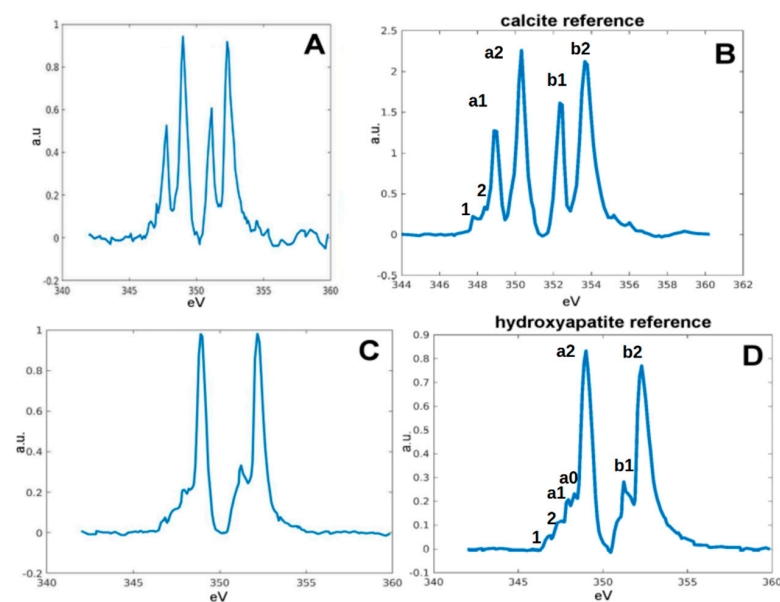 A
1
0.8
0.6
0.4
0.2
0
-0.2
a.u
340
345
350
355
360
eV
calcite reference
B
2.5
2.0
1.5
1.0
0.5
0
-0.5
a.u.
1
2
a1
a2
b1
b2
344
346
348
350
352
354
356
358
360
362
eV
C
1
0.8
0.6
0.4
0.2
0
-0.2
a.u.
340
345
350
355
360
eV
hydroxyapatite reference
D
0.9
0.8
0.7
0.6
0.5
0.4
0.3
0.2
0.1
0
-0.1
a.u.
1
2
a1
a0
a2
b1
b2
340
345
350
355
360
eV